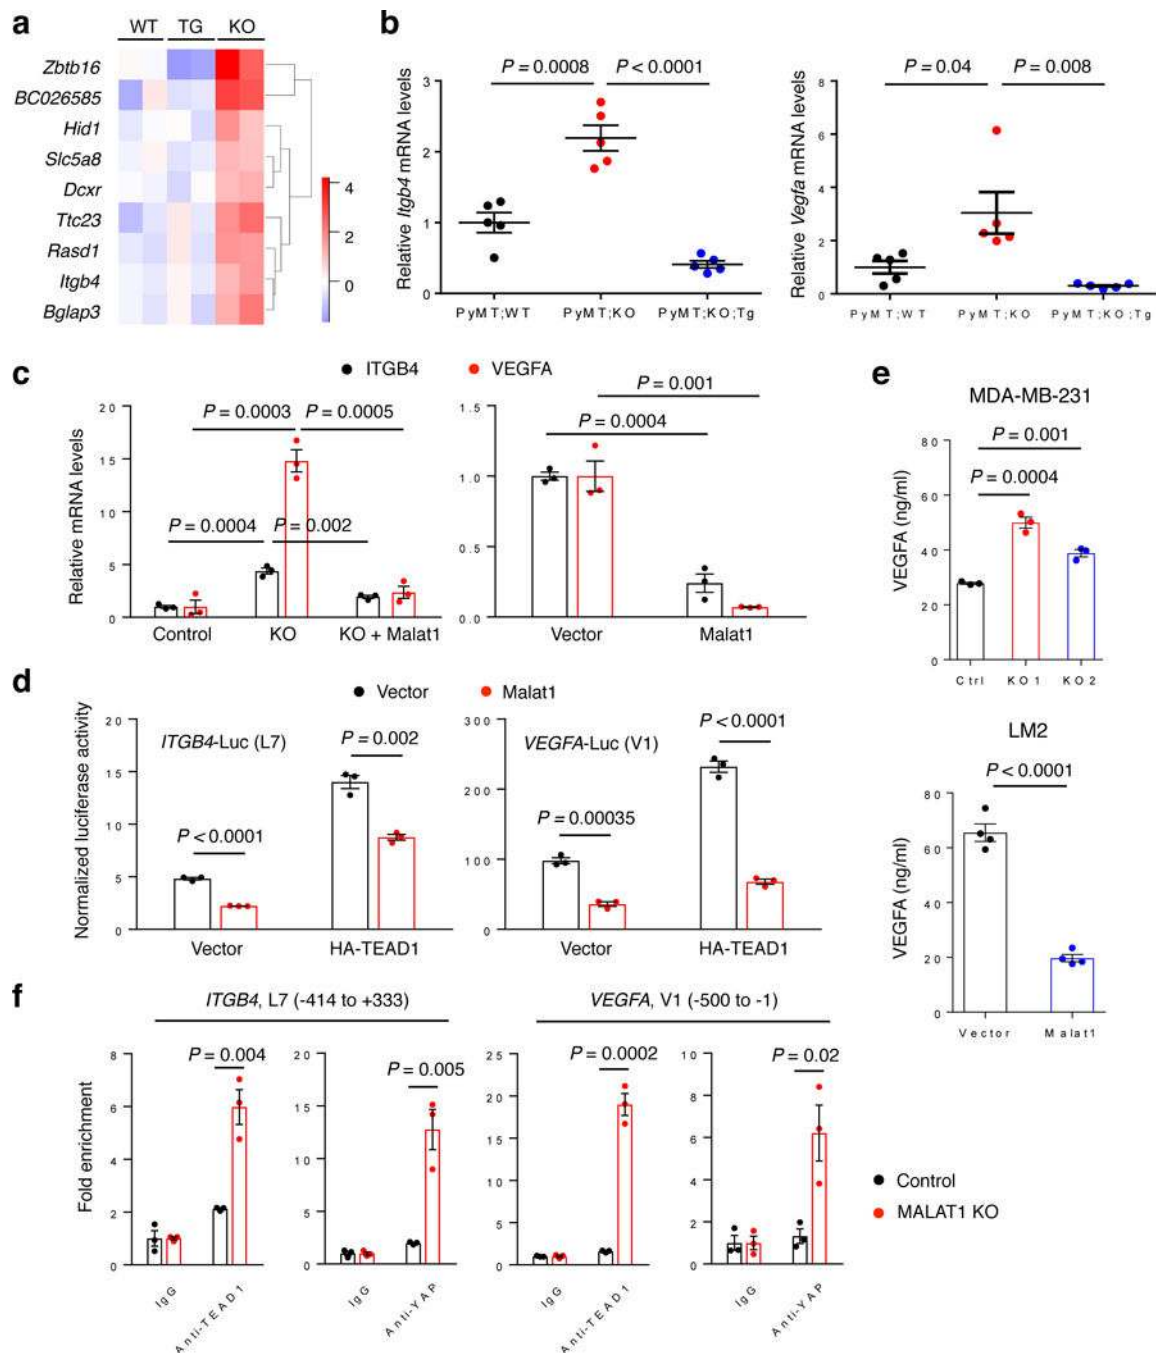 a
WT TG KO
Zbtb16
BC026585
Hid1
Slc5a8
Dcxr
Ttc23
Rasd1
Itgb4
Bglap3
4
2
0
b
P = 0.0008 P < 0.0001
Relative Itgb4 mRNA levels
3
2
1
0
PyMT;WT PyMT;KO PyMT;KO;Tg
P = 0.04 P = 0.008
Relative Vegfa mRNA levels
8
6
4
2
0
PyMT;WT PyMT;KO PyMT;KO;Tg
c
ITGB4 VEGFA
Relative mRNA levels
20
15
10
5
0
P = 0.0003 P = 0.0005
P = 0.0004 P = 0.002
Control KO KO + Malat1
1.5
1.0
0.5
0.0
P = 0.001
P = 0.0004
Vector Malat1
d
Vector Malat1
Normalized luciferase activity
20
15
10
5
0
ITGB4-Luc (L7)
P = 0.002
P < 0.0001
Vector HA-TEAD1
300
200
100
0
VEGFA-Luc (V1)
P < 0.0001
P = 0.00035
Vector HA-TEAD1
e
MDA-MB-231
VEGFA (ng/ml)
80
60
40
20
0
P = 0.001
P = 0.0004
Ctrl KO1 KO2
LM2
P < 0.0001
VEGFA (ng/ml)
80
60
40
20
0
Vector Malat1
f
ITGB4, L7 (-414 to +333)
VEGFA, V1 (-500 to -1)
Fold enrichment
8
6
4
2
0
P = 0.004
IgG Anti-TEAD1
20
15
10
5
0
P = 0.005
IgG Anti-YAP
25
20
15
10
5
0
P = 0.0002
IgG Anti-TEAD1
10
8
6
4
2
0
P = 0.02
IgG Anti-YAP
Control
MALAT1 KO